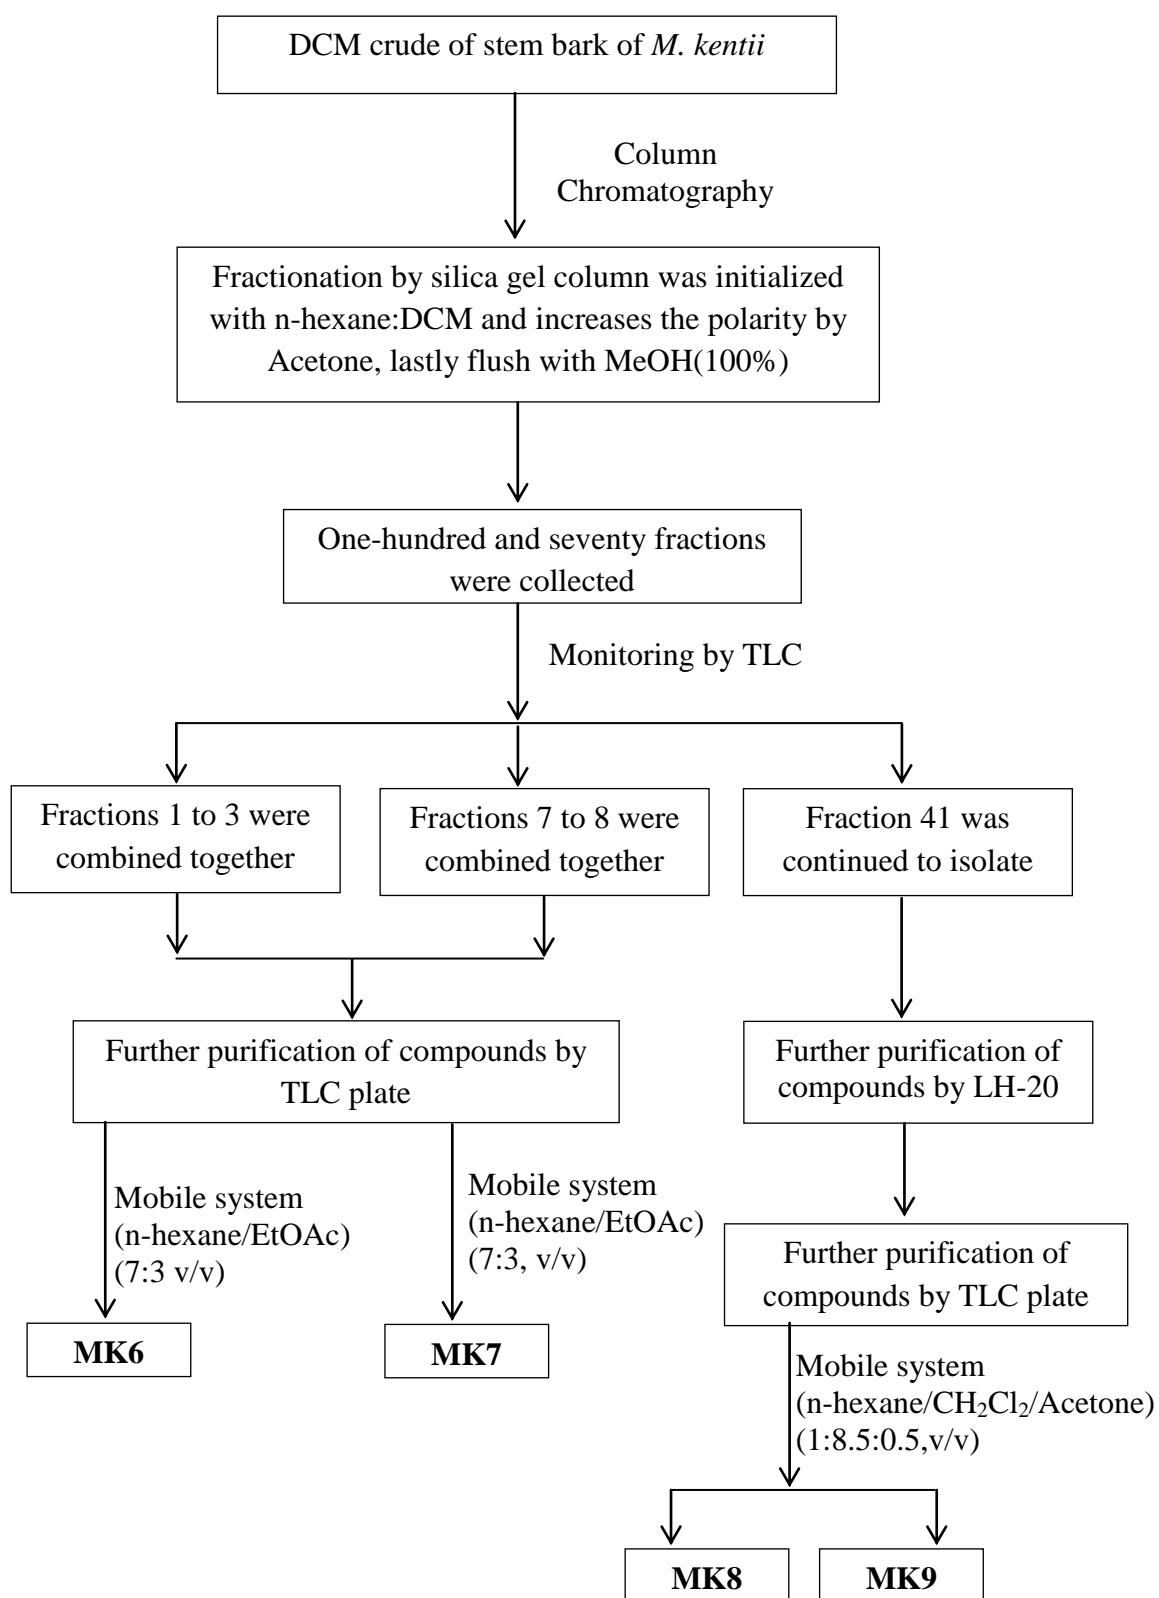 DCM crude of stem bark of M. kentii
Column
Chromatography
Fractionation by silica gel column was initialized
with n-hexane:DCM and increases the polarity by
Acetone, lastly flush with MeOH(100%)
One-hundred and seventy fractions
were collected
Monitoring by TLC
Fractions 1 to 3 were
combined together
Fractions 7 to 8 were
combined together
Fraction 41 was
continued to isolate
Further purification of compounds by
TLC plate
Further purification of
compounds by LH-20
Mobile system
(n-hexane/EtOAc)
(7:3 v/v)
Mobile system
(n-hexane/EtOAc)
(7:3, v/v)
Further purification of
compounds by TLC plate
MK6
MK7
Mobile system
(n-hexane/CH₂Cl₂/Acetone)
(1:8.5:0.5,v/v)
MK8
MK9